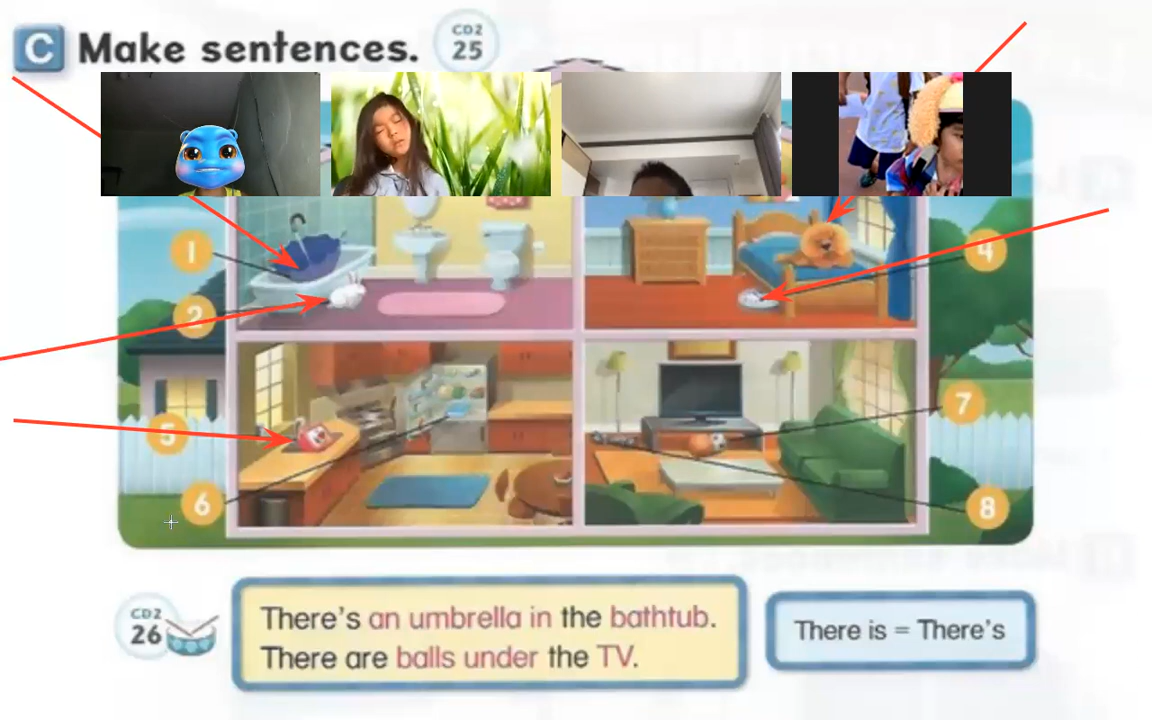 C Make sentences.
CD2
25
1
2
4
5
6
7
8
CD2
26
There's an umbrella in the bathtub.
There are balls under the TV.
There is = There's